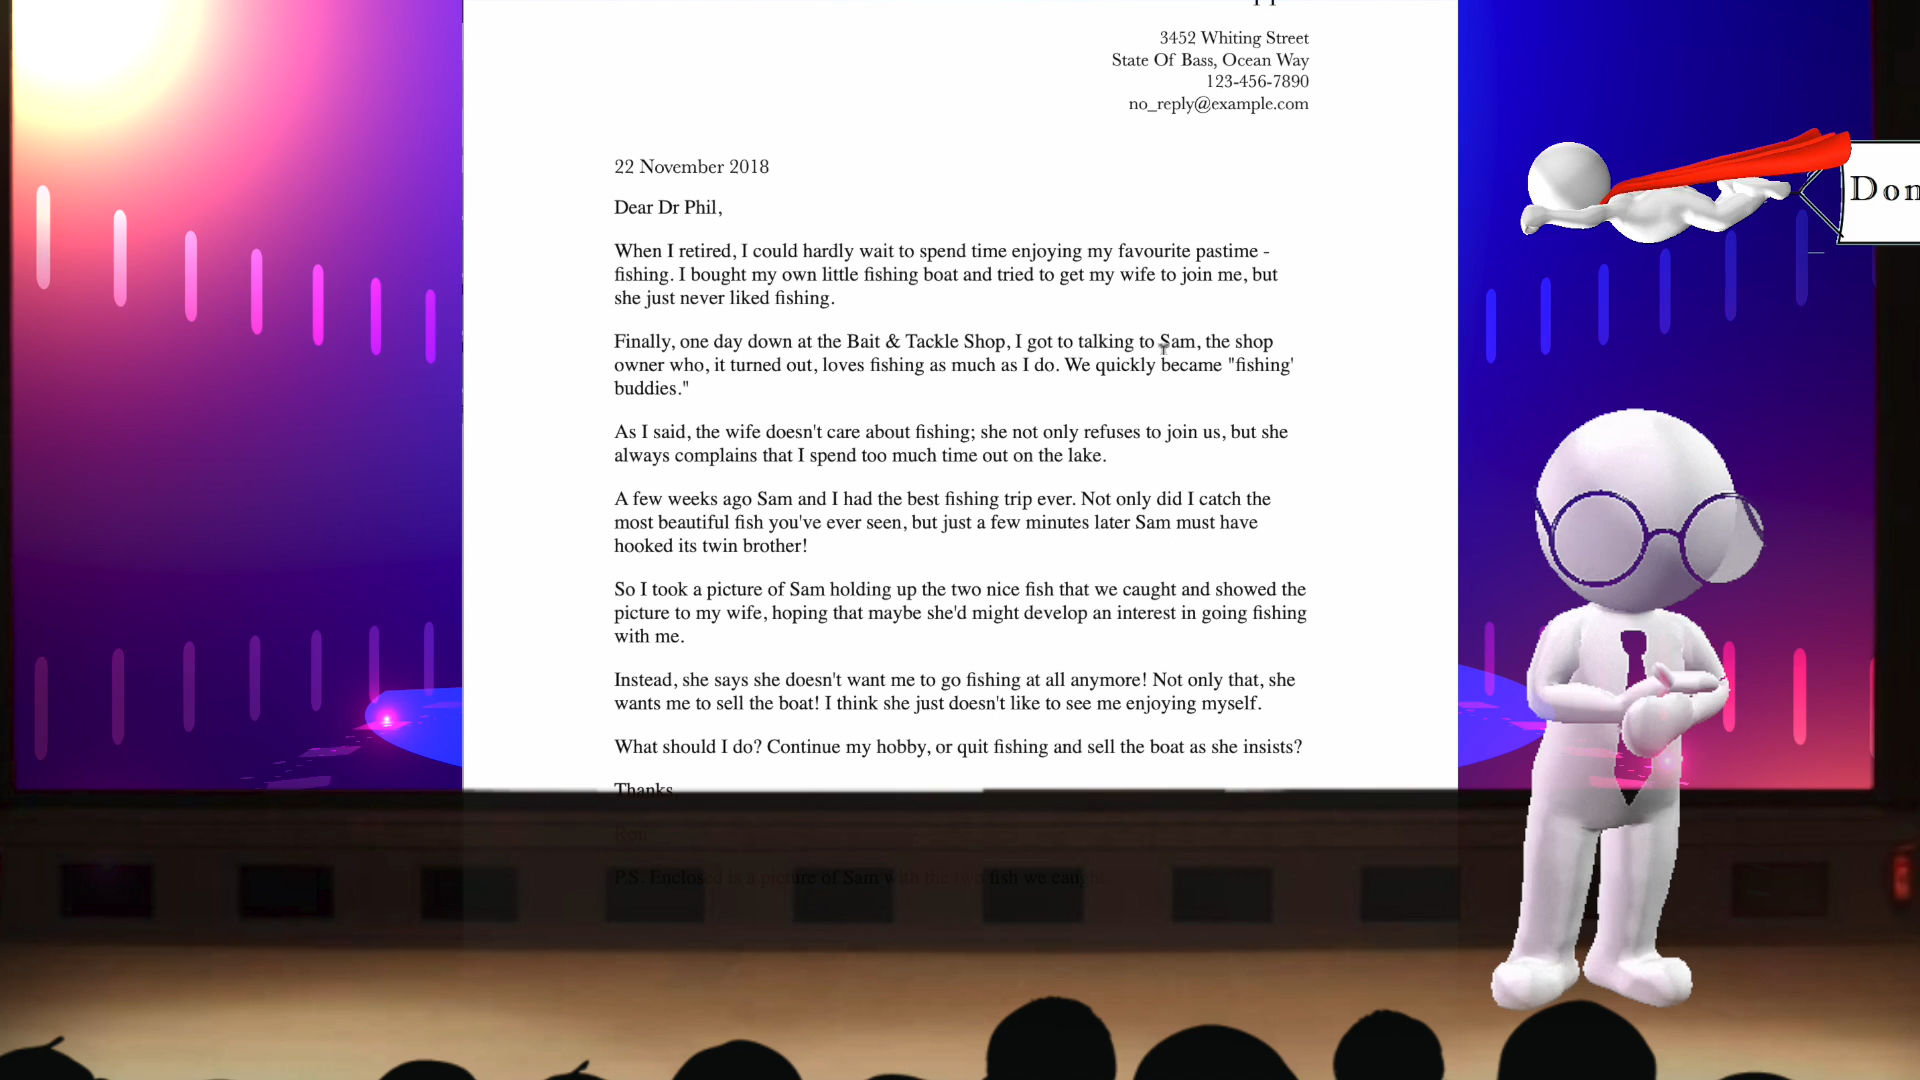 3452 Whiting Street
State Of Bass, Ocean Way
123-456-7890
no_reply@example.com
22 November 2018
Dear Dr Phil,
When I retired, I could hardly wait to spend time enjoying my favourite pastime -
fishing. I bought my own little fishing boat and tried to get my wife to join me, but
she just never liked fishing.
Finally, one day down at the Bait & Tackle Shop, I got to talking to Sam, the shop
owner who, it turned out, loves fishing as much as I do. We quickly became "fishing'
buddies."
As I said, the wife doesn't care about fishing; she not only refuses to join us, but she
always complains that I spend too much time out on the lake.
A few weeks ago Sam and I had the best fishing trip ever. Not only did I catch the
most beautiful fish you've ever seen, but just a few minutes later Sam must have
hooked its twin brother!
So I took a picture of Sam holding up the two nice fish that we caught and showed the
picture to my wife, hoping that maybe she'd might develop an interest in going fishing
with me.
Instead, she says she doesn't want me to go fishing at all anymore! Not only that, she
wants me to sell the boat! I think she just doesn't like to see me enjoying myself.
What should I do? Continue my hobby, or quit fishing and sell the boat as she insists?
Thanks,
Ron
P.S. Enclosed is a picture of Sam with the two fish we caught
Don